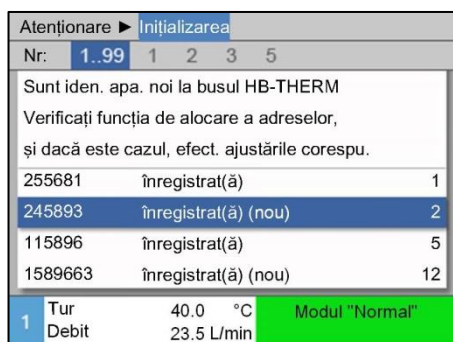 Atenționare ► Inițializarea
Nr: 1..99 1 2 3 5
Sunt iden. apa. noi la busul HB-THERM
Verificați funcția de alocare a adreselor,
și dacă este cazul, efect. ajustările corespu.
255681 înregistrat(ă) 1
245893 înregistrat(ă) (nou) 2
115896 înregistrat(ă) 5
1589663 înregistrat(ă) (nou) 12
1 Tur 40.0 °C Modul "Normal"
Debit 23.5 L/min